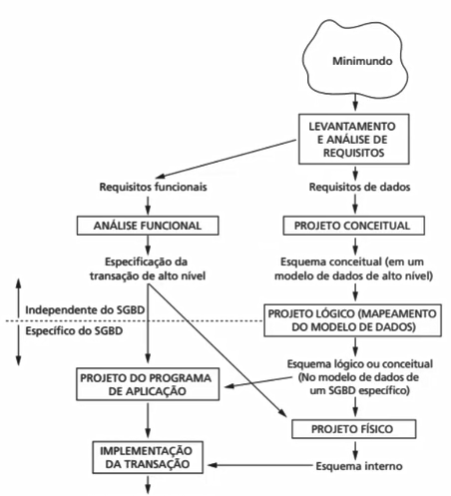 Minimundo
LEVANTAMENTO
E ANÁLISE DE
REQUISITOS
Requisitos funcionais
Requisitos de dados
ANÁLISE FUNCIONAL
PROJETO CONCEITUAL
Especificação da
transação de alto nível
Esquema conceitual (em um
modelo de dados de alto nível)
Independente do SGBD
Específico do SGBD
PROJETO LÓGICO (MAPEAMENTO
DO MODELO DE DADOS)
Esquema lógico ou conceitual
(No modelo de dados de
um SGBD específico)
PROJETO DO PROGRAMA
DE APLICAÇÃO
PROJETO FÍSICO
IMPLEMENTAÇÃO
DA TRANSAÇÃO
Esquema interno